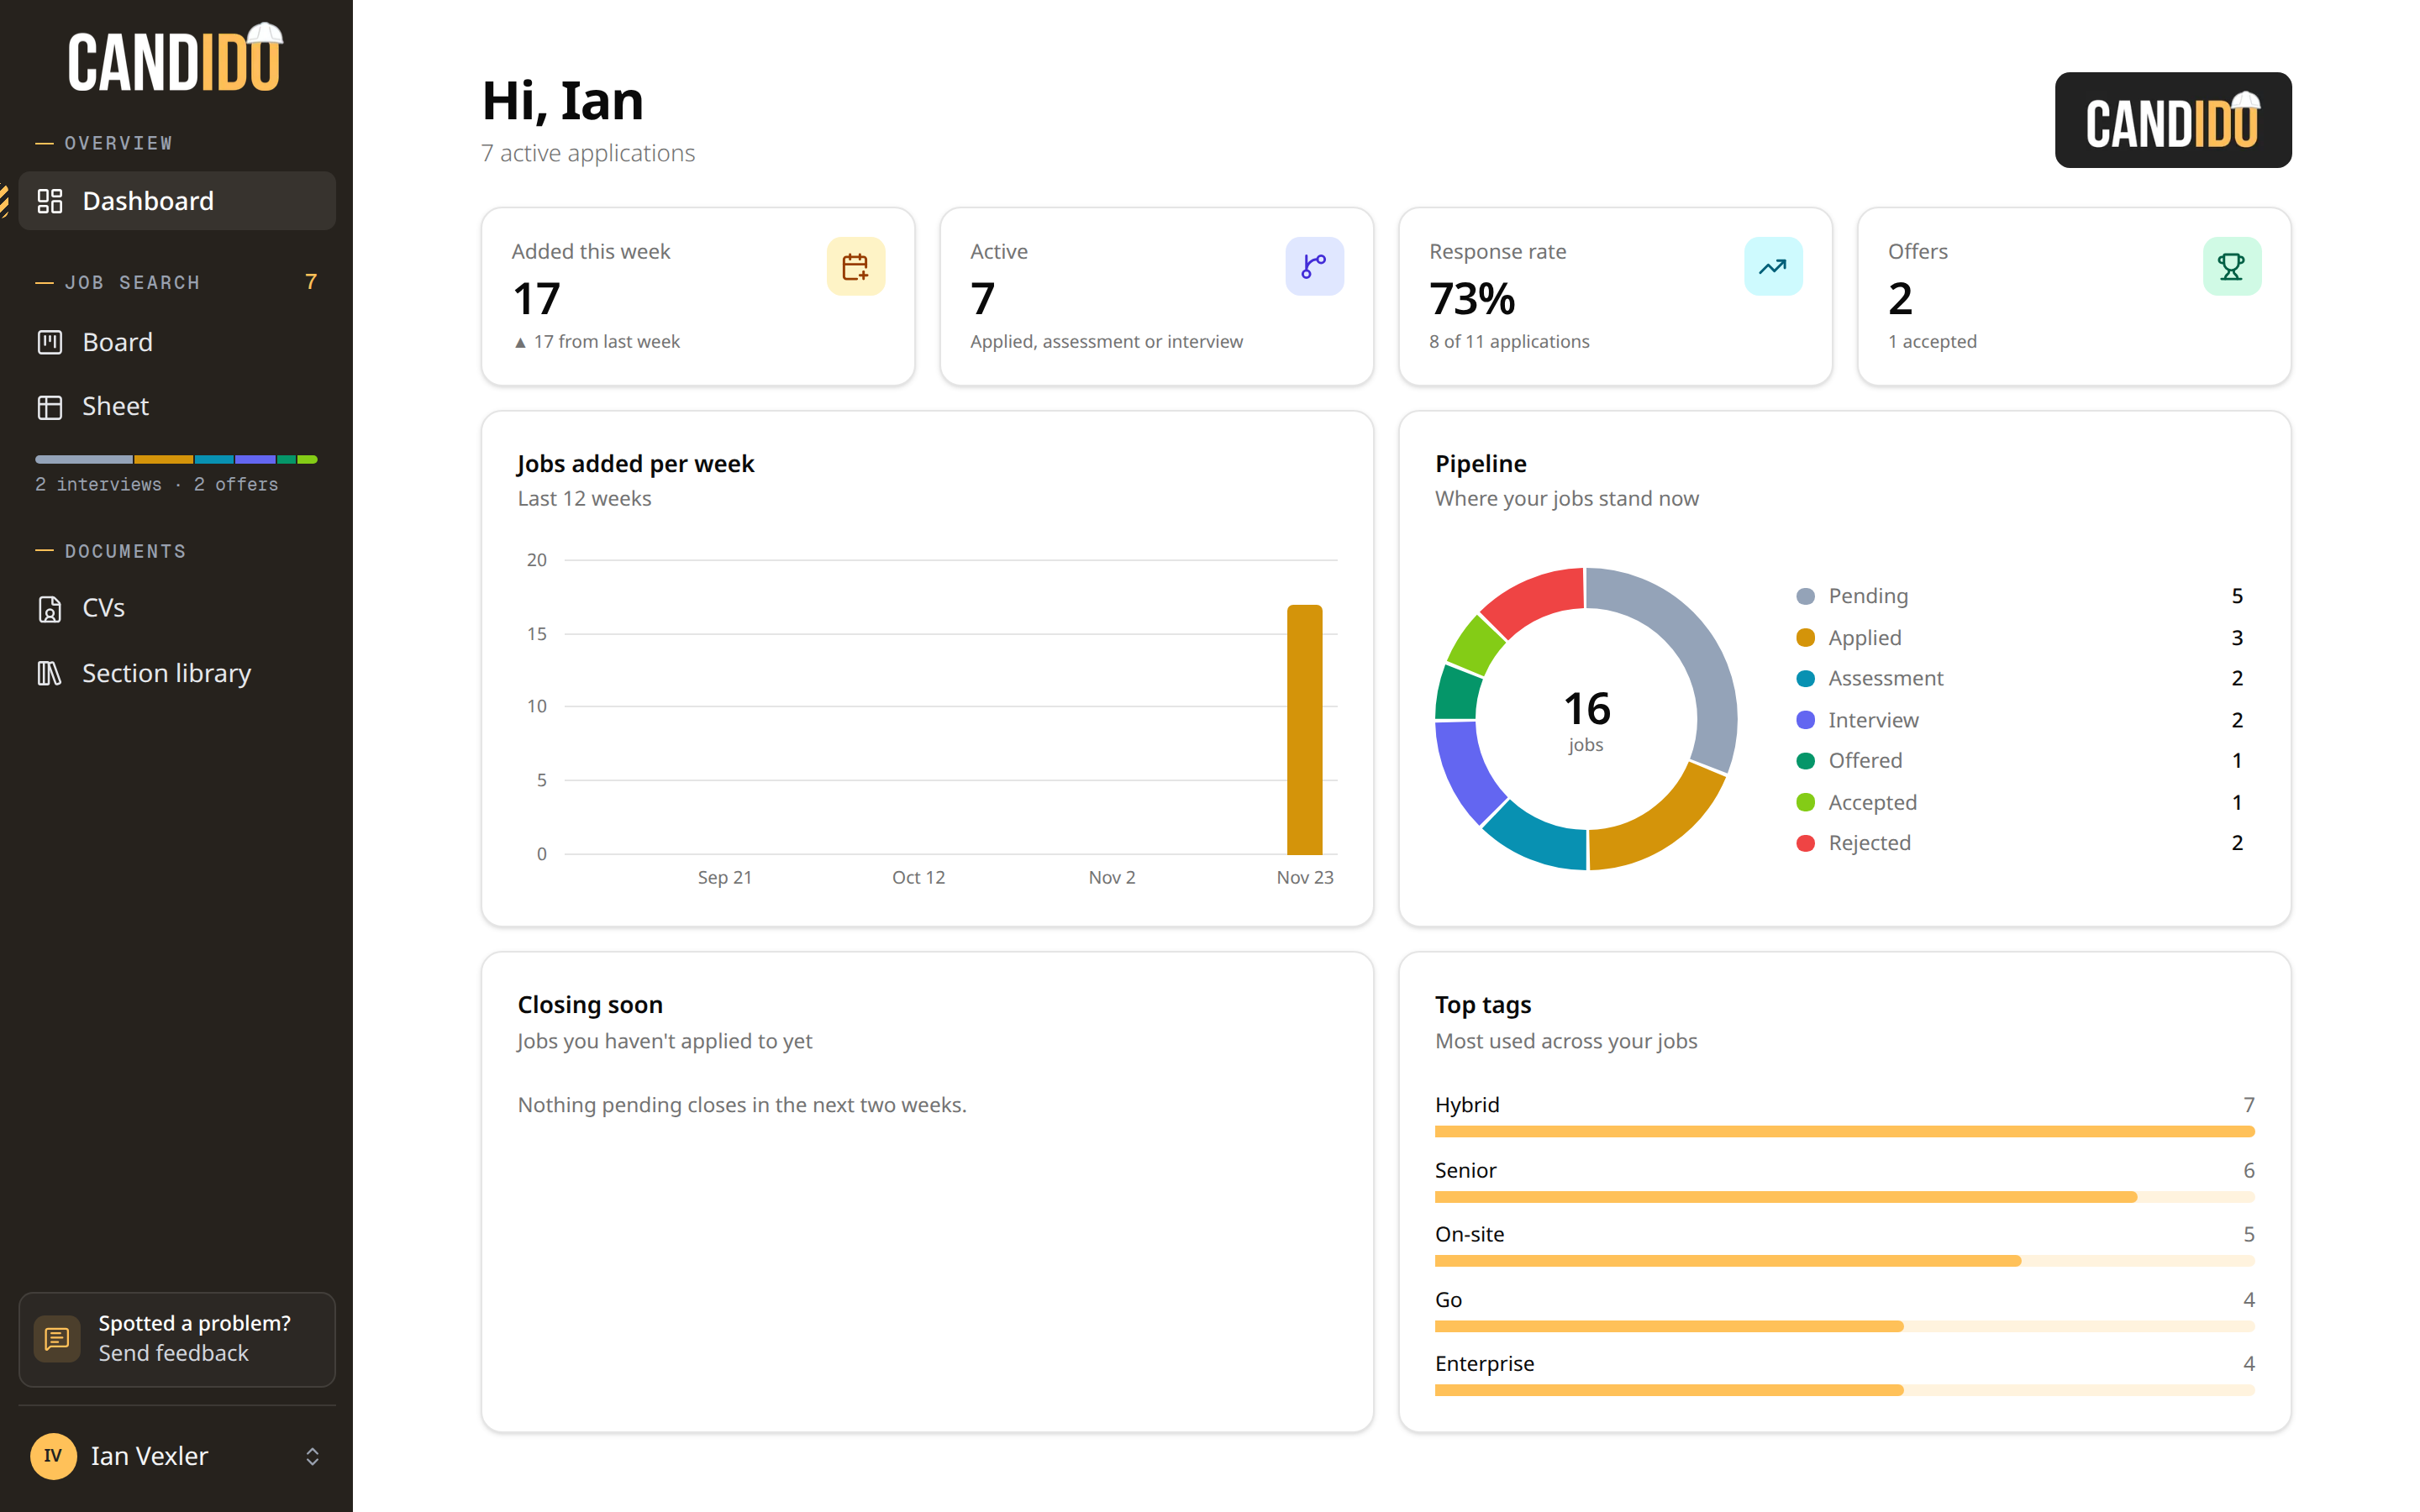 CANDIDO
OVERVIEW
Dashboard
JOB SEARCH 7
Board
Sheet
2 interviews · 2 offers
DOCUMENTS
CVs
Section library
Spotted a problem?
Send feedback
IV Ian Vexler
Hi, Ian
7 active applications
CANDIDO
Added this week
17
▲ 17 from last week
Active
7
Applied, assessment or interview
Response rate
73%
8 of 11 applications
Offers
2
1 accepted
Jobs added per week
Last 12 weeks
20
15
10
5
0
Sep 21 Oct 12 Nov 2 Nov 23
Pipeline
Where your jobs stand now
16
jobs
Pending 5
Applied 3
Assessment 2
Interview 2
Offered 1
Accepted 1
Rejected 2
Closing soon
Jobs you haven't applied to yet
Nothing pending closes in the next two weeks.
Top tags
Most used across your jobs
Hybrid 7
Senior 6
On-site 5
Go 4
Enterprise 4